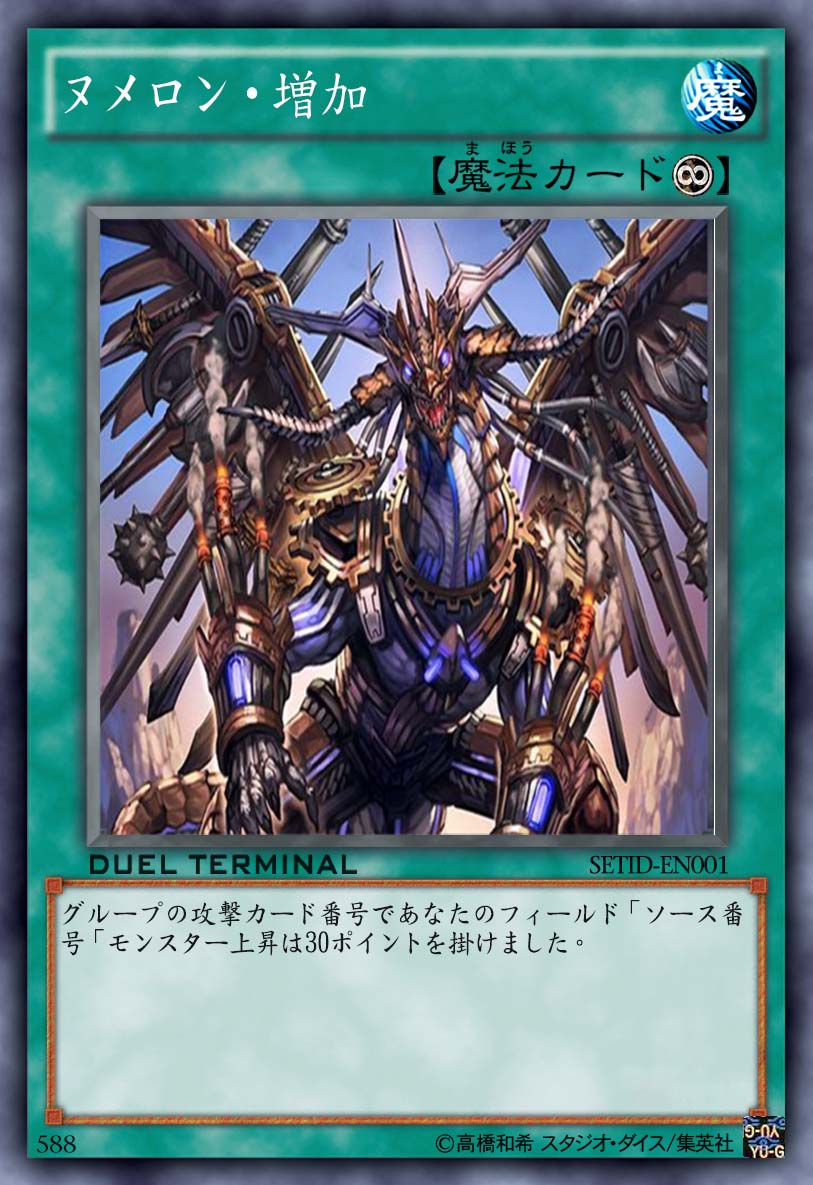 ヌメロン・増加
魔
ま ほう
【魔法カード∞】
DUEL TERMINAL
SETID-EN001
グループの攻撃カード番号であなたのフィールド「ソース番
号「モンスター上昇は30ポイントを掛けました。
588
©高橋和希 スタジオ・ダイス/集英社
YU-G
YU-G